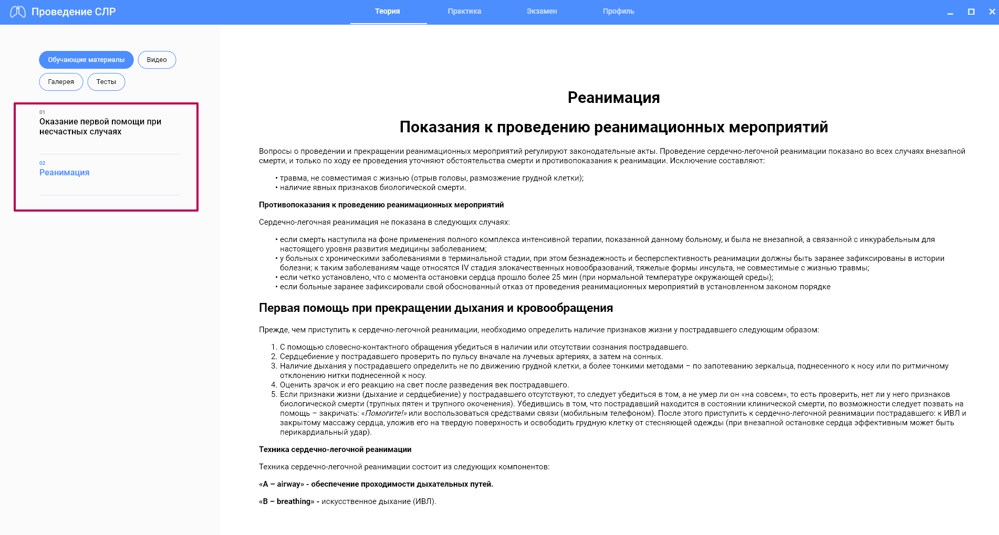 Проведение СЛР
Теория
Практика
Экзамен
Профиль
Обучающие материалы
Видео
Галерея
Тесты
01
Оказание первой помощи при
несчастных случаях
02
Реанимация
Реанимация
Показания к проведению реанимационных мероприятий
Вопросы о проведении и прекращении реанимационных мероприятий регулируют законодательные акты. Проведение сердечно-легочной реанимации показано во всех случаях внезапной
смерти, и только по ходу ее проведения уточняют обстоятельства смерти и противопоказания к реанимации. Исключение составляют:
• травма, не совместимая с жизнью (отрыв головы, размозжение грудной клетки);
• наличие явных признаков биологической смерти.
Противопоказания к проведению реанимационных мероприятий
Сердечно-легочная реанимация не показана в следующих случаях:
• если смерть наступила на фоне применения полного комплекса интенсивной терапии, показанной данному больному, и была не внезапной, а связанной с инкурабельным для
настоящего уровня развития медицины заболеванием;
• у больных с хроническими заболеваниями в терминальной стадии, при этом безнадежность и бесперспективность реанимации должны быть заранее зафиксированы в истории
болезни; к таким заболеваниям чаще относятся IV стадия злокачественных новообразований, тяжелые формы инсульта, не совместимые с жизнью травмы;
• если четко установлено, что с момента остановки сердца прошло более 25 мин (при нормальной температуре окружающей среды);
• если больные заранее зафиксировали свой обоснованный отказ от проведения реанимационных мероприятий в установленном законом порядке
Первая помощь при прекращении дыхания и кровообращения
Прежде, чем приступить к сердечно-легочной реанимации, необходимо определить наличие признаков жизни у пострадавшего следующим образом:
1. С помощью словесно-контактного обращения убедиться в наличии или отсутствии сознания пострадавшего.
2. Сердцебиение у пострадавшего проверить по пульсу вначале на лучевых артериях, а затем на сонных.
3. Наличие дыхания у пострадавшего определить не по движению грудной клетки, а более тонкими методами – по запотеванию зеркальца, поднесенного к носу или по ритмичному
отклонению нитки поднесенной к носу.
4. Оценить зрачок и его реакцию на свет после разведения век пострадавшего.
5. Если признаки жизни (дыхание и сердцебиение) у пострадавшего отсутствуют, то следует убедиться в том, а не умер ли он «на совсем», то есть проверить, нет ли у него признаков
биологической смерти (трупных пятен и трупного окоченения). Убедившись в том, что пострадавший находится в состоянии клинической смерти, по возможности следует позвать на
помощь – закричать: «Помогите!» или воспользоваться средствами связи (мобильным телефоном). После этого приступить к сердечно-легочной реанимации пострадавшего: к ИВЛ и
закрытому массажу сердца, уложив его на твердую поверхность и освободить грудную клетку от стесняющей одежды (при внезапной остановке сердца эффективным может быть
перикардиальный удар).
Техника сердечно-легочной реанимации
Техника сердечно-легочной реанимации состоит из следующих компонентов:
«А – airway» - обеспечение проходимости дыхательных путей.
«В – breathing» - искусственное дыхание (ИВЛ).